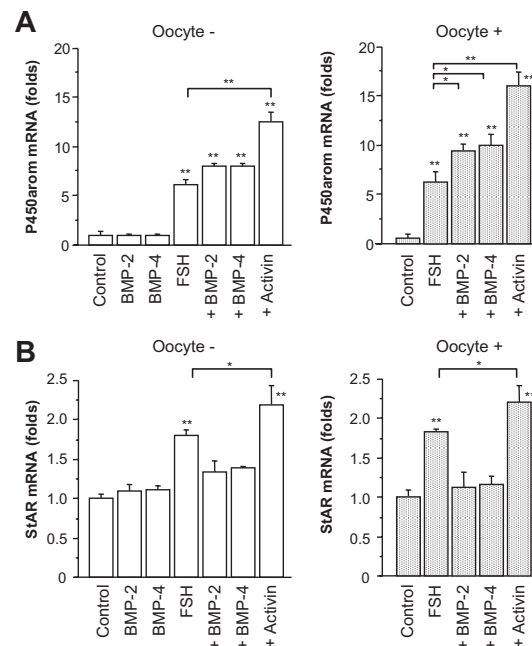 A
Oocyte -
P450arom mRNA (folds)
20
15
10
5
0
**
**
**
**
**
Control
BMP-2
BMP-4
FSH
+ BMP-2
+ BMP-4
+ Activin
Oocyte +
P450arom mRNA (folds)
20
15
10
5
0
**
*
*
**
**
**
**
Control
FSH
+ BMP-2
+ BMP-4
+ Activin
B
Oocyte -
StAR mRNA (folds)
2.5
2.0
1.5
1.0
0.5
0
*
**
**
Control
BMP-2
BMP-4
FSH
+ BMP-2
+ BMP-4
+ Activin
Oocyte +
StAR mRNA (folds)
2.5
2.0
1.5
1.0
0.5
0
*
**
**
Control
FSH
+ BMP-2
+ BMP-4
+ Activin